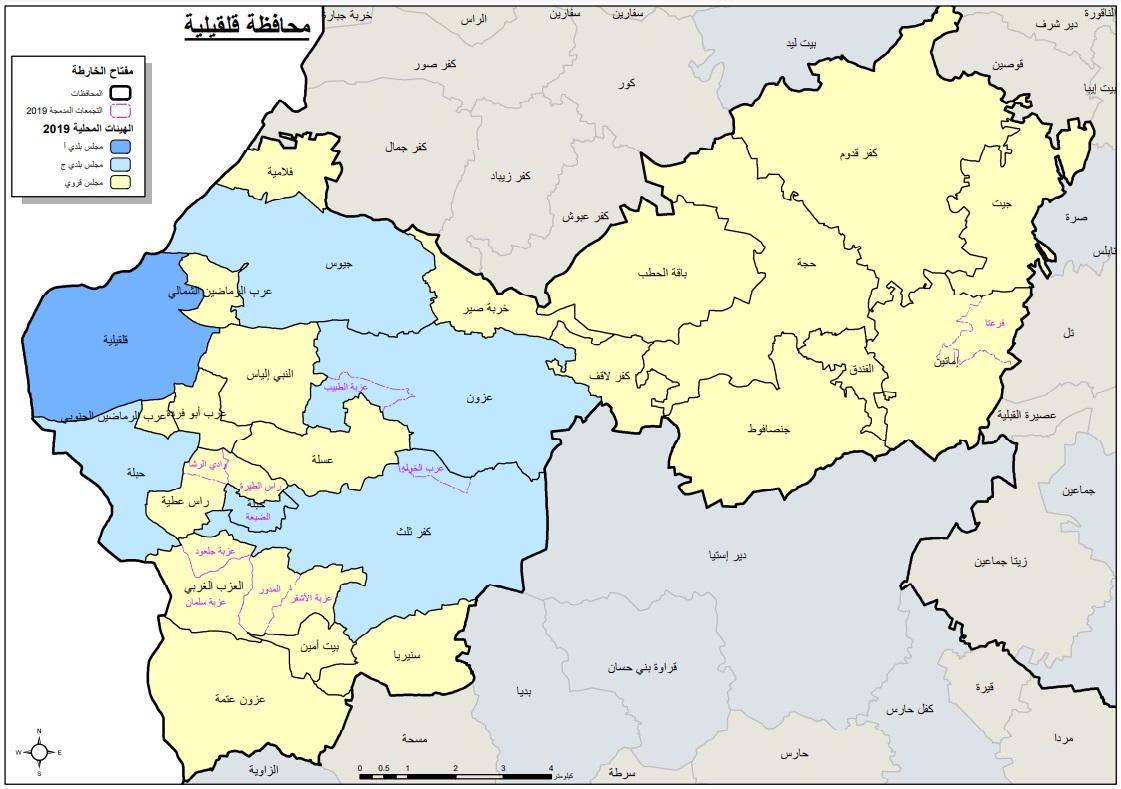 محافظة قلقيلية
مفتاح الخارطة
المحافظات
التجمعات المدمجة 2019
الهيئات المحلية 2019
مجلس بلدي أ
مجلس بلدي ج
مجلس قروي
خربة جبارة
الراس
سفارين
سفارين
بيت ليد
الناقورة
دير شرف
كفر صور
كور
قوصين
بيت إيبا
كفر جمال
كفر زيباد
كفر عبوش
كفر قدوم
فلامية
جيت
صرة
نابلس
جيوس
باقة الحطب
حجة
عرب الرماضين الشمالي
خربة صير
فرعتا
تل
قلقيلية
النبي إلياس
عزبة الطبيب
عزون
كفر لاقف
الفندق
إماتين
عرب الرماضين الجنوبي
عرب أبو فردة
جنصافوط
عصيرة القبلية
حبلة
وادي الرشا
عسلة
عرب الخولة
راس الطيرة
راس عطية
حبلة
الضبعة
كفر ثلث
جماعين
عزبة جلعود
العزب الغربي
المدور
عزبة الأشقر
عزبة سلمان
دير إستيا
زيتا جماعين
بيت أمين
سنيريا
عزون عتمة
بديا
قراوة بني حسان
كفل حارس
قيرة
مسحة
حارس
مردا
الزاوية
سرطة
N
W E
S
0 0.5 1 2 3 4
كيلومتر